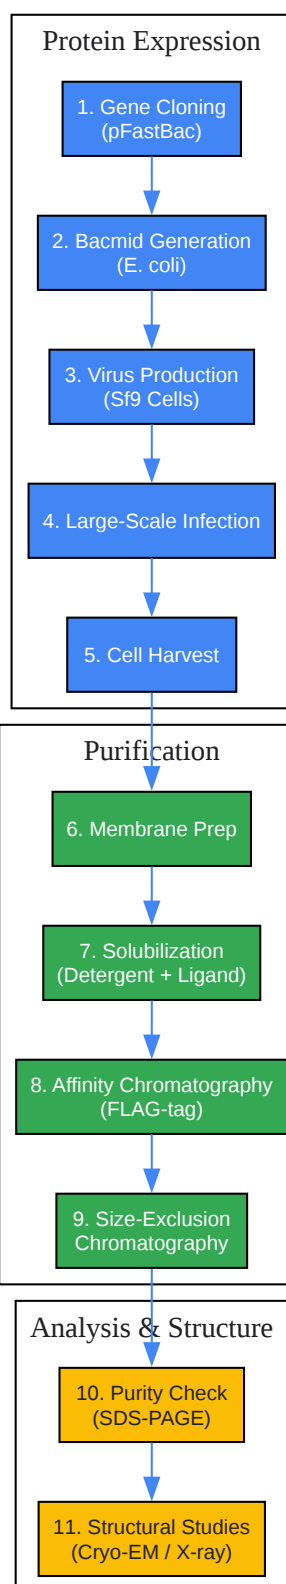 Protein Expression
1. Gene Cloning
(pFastBac)
2. Bacmid Generation
(E. coli)
3. Virus Production
(Sf9 Cells)
4. Large-Scale Infection
5. Cell Harvest
Purification
6. Membrane Prep
7. Solubilization
(Detergent + Ligand)
8. Affinity Chromatography
(FLAG-tag)
9. Size-Exclusion
Chromatography
Analysis & Structure
10. Purity Check
(SDS-PAGE)
11. Structural Studies
(Cryo-EM / X-ray)